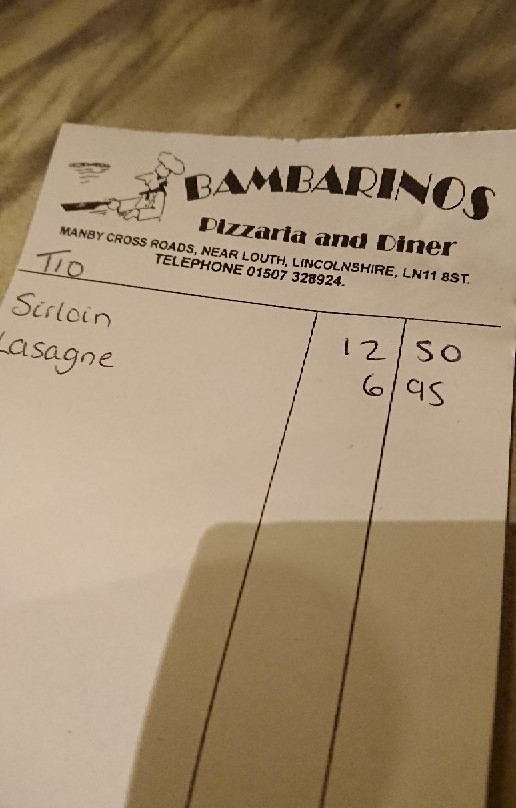 BAMBARINOS
Pizzaria and Diner
MANBY CROSS ROADS, NEAR LOUTH, LINCOLNSHIRE, LN11 8ST.
TELEPHONE 01507 328924.
T10
Sirloin 12 50
Lasagne 6 95